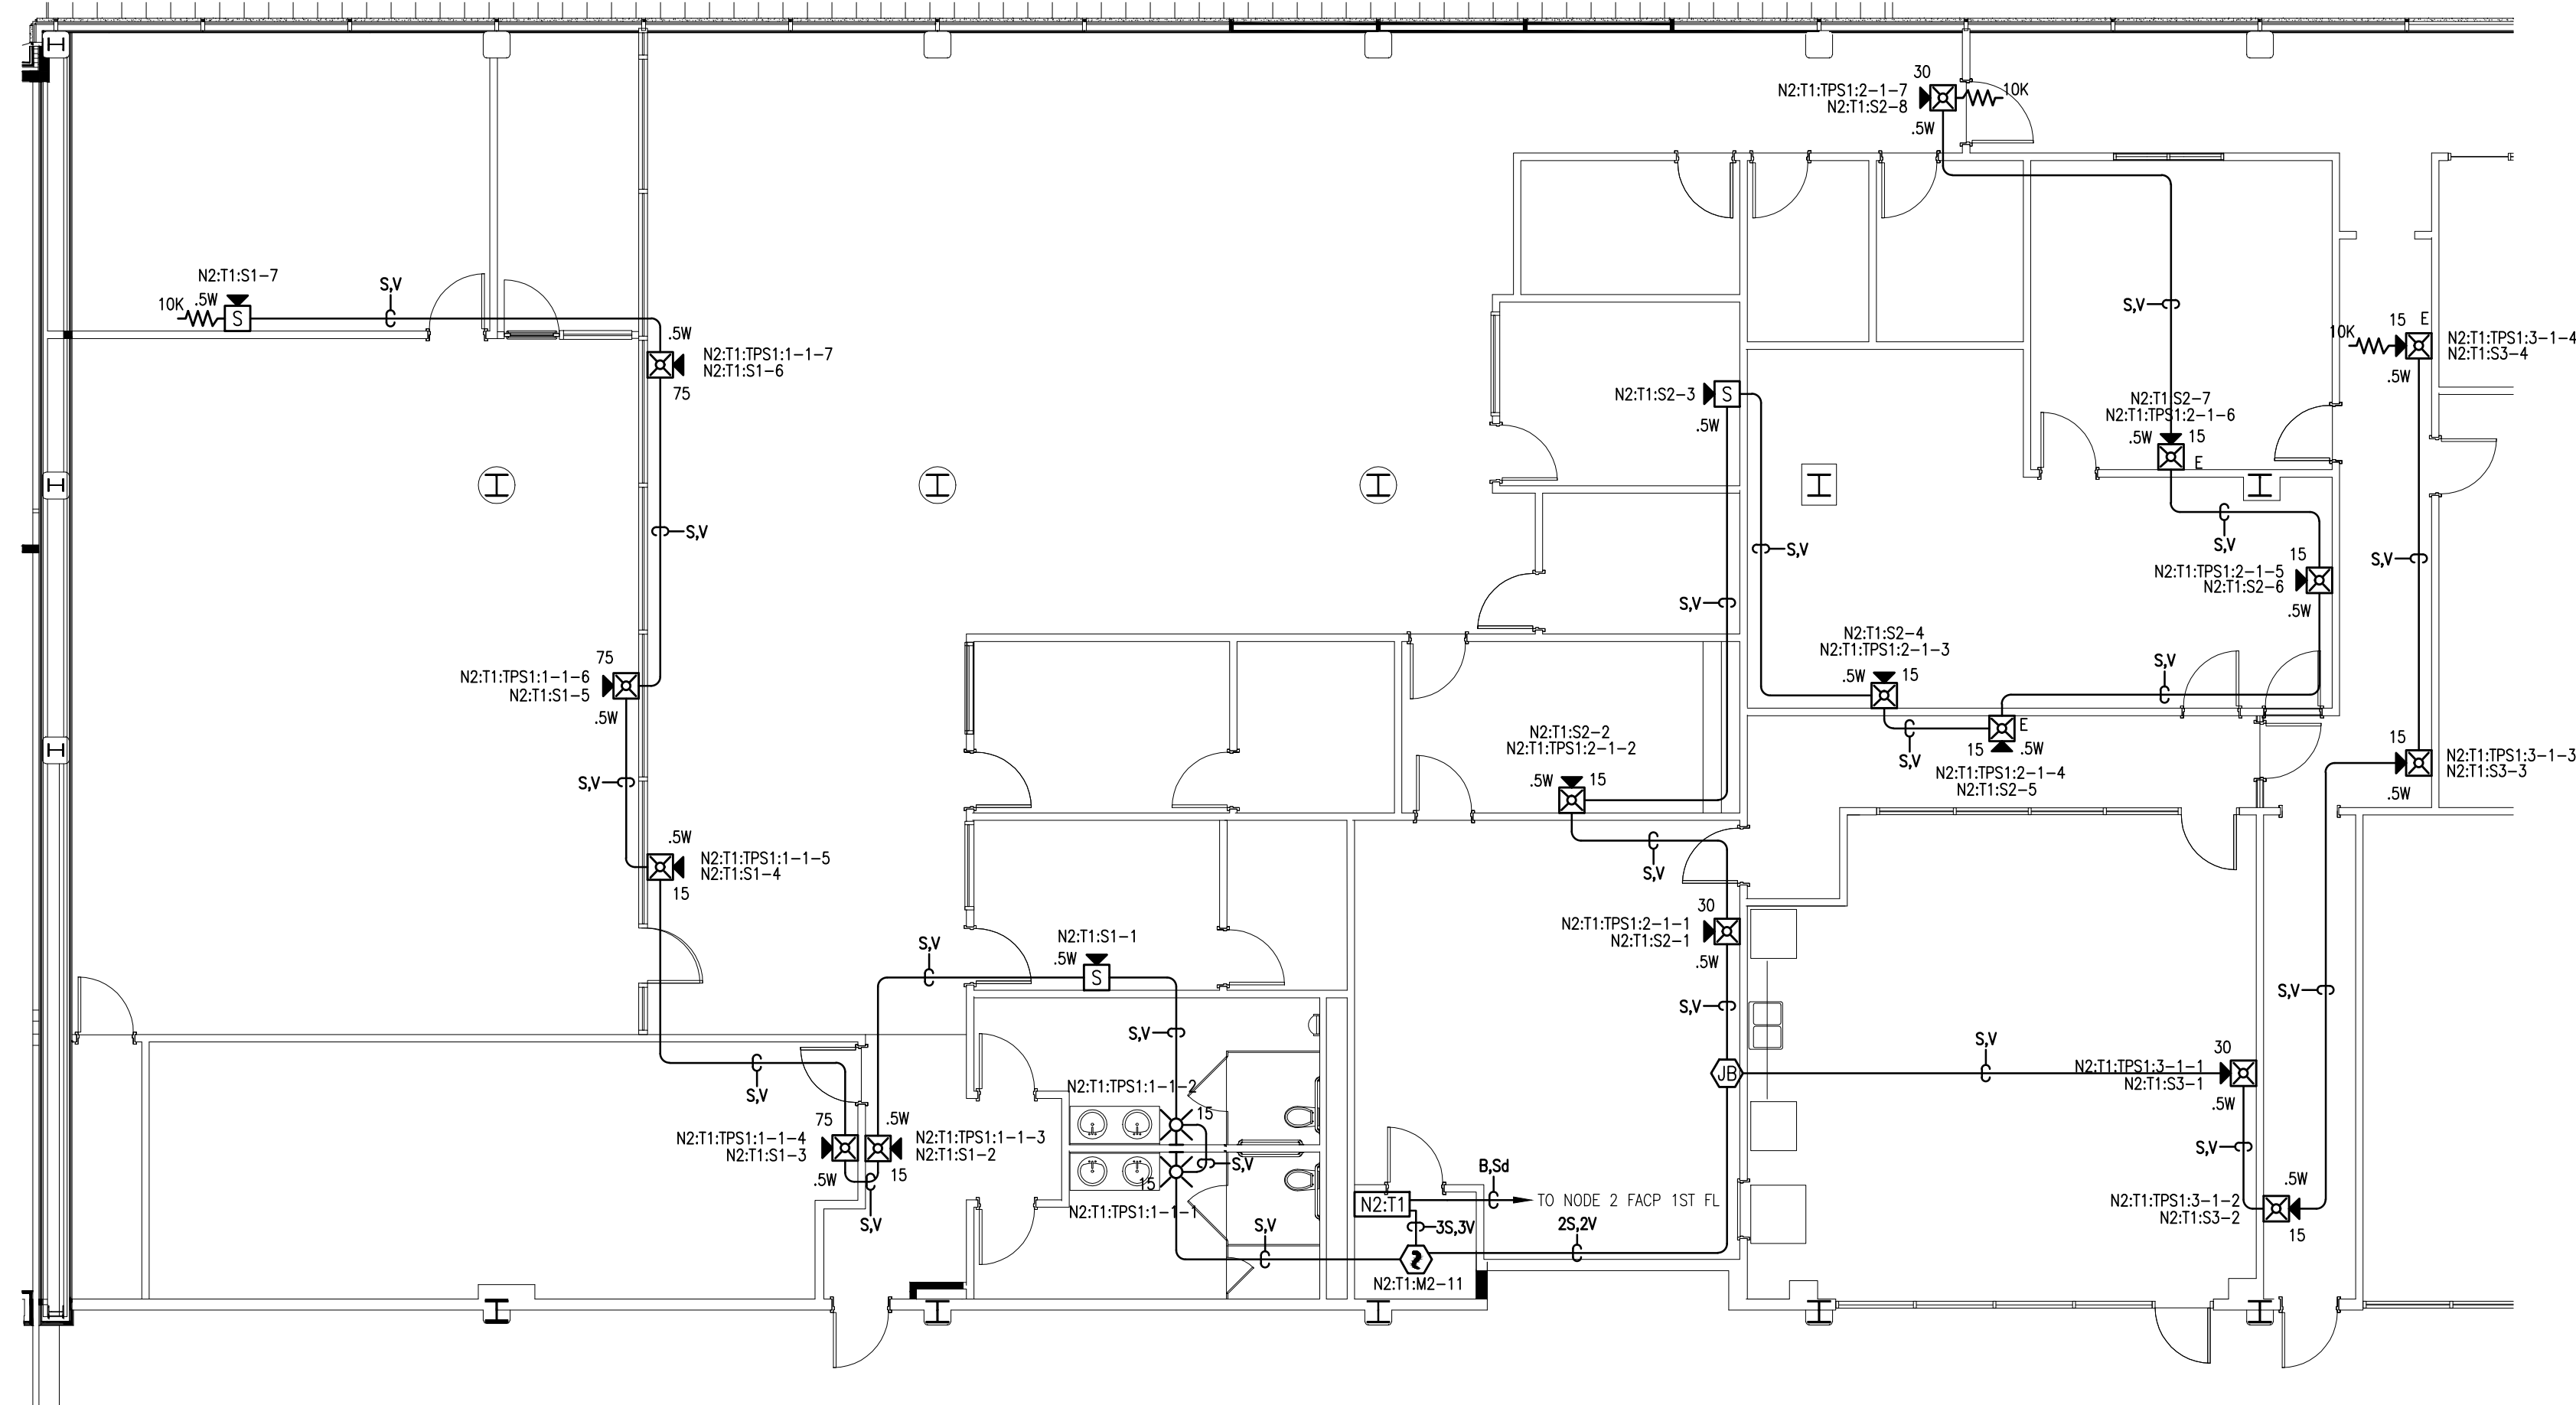 30
N2:T1:TPS1:2-1-7
10K
N2:T1:S2-8
.5W
N2:T1:S1-7
10K
.5W
S
S,V
.5W
N2:T1:TPS1:1-1-7
N2:T1:S1-6
75
S,V
75
N2:T1:TPS1:1-1-6
N2:T1:S1-5
.5W
S,V
.5W
N2:T1:TPS1:1-1-5
N2:T1:S1-4
15
S,V
75
N2:T1:TPS1:1-1-4
N2:T1:S1-3
.5W
.5W
N2:T1:TPS1:1-1-3
N2:T1:S1-2
15
S,V
S,V
N2:T1:S1-1
.5W
S
S,V
N2:T1:TPS1:1-1-2
15
S,V
15
N2:T1:TPS1:1-1-1
S,V
N2:T1
B,Sd
TO NODE 2 FACP 1ST FL
3S,3V
2S,2V
N2:T1:M2-11
JB
S,V
30
N2:T1:TPS1:2-1-1
N2:T1:S2-1
.5W
S,V
N2:T1:S2-2
N2:T1:TPS1:2-1-2
.5W
15
S,V
N2:T1:S2-3
S
.5W
S,V
N2:T1:S2-4
N2:T1:TPS1:2-1-3
.5W
15
S,V
E
15
.5W
N2:T1:TPS1:2-1-4
N2:T1:S2-5
S,V
15
N2:T1:TPS1:2-1-5
N2:T1:S2-6
.5W
S,V
N2:T1:S2-7
N2:T1:TPS1:2-1-6
.5W
15
E
S,V
15
E
10K
N2:T1:TPS1:3-1-4
N2:T1:S3-4
.5W
S,V
15
N2:T1:TPS1:3-1-3
N2:T1:S3-3
.5W
S,V
S,V
30
N2:T1:TPS1:3-1-1
N2:T1:S3-1
.5W
S,V
.5W
N2:T1:TPS1:3-1-2
N2:T1:S3-2
15